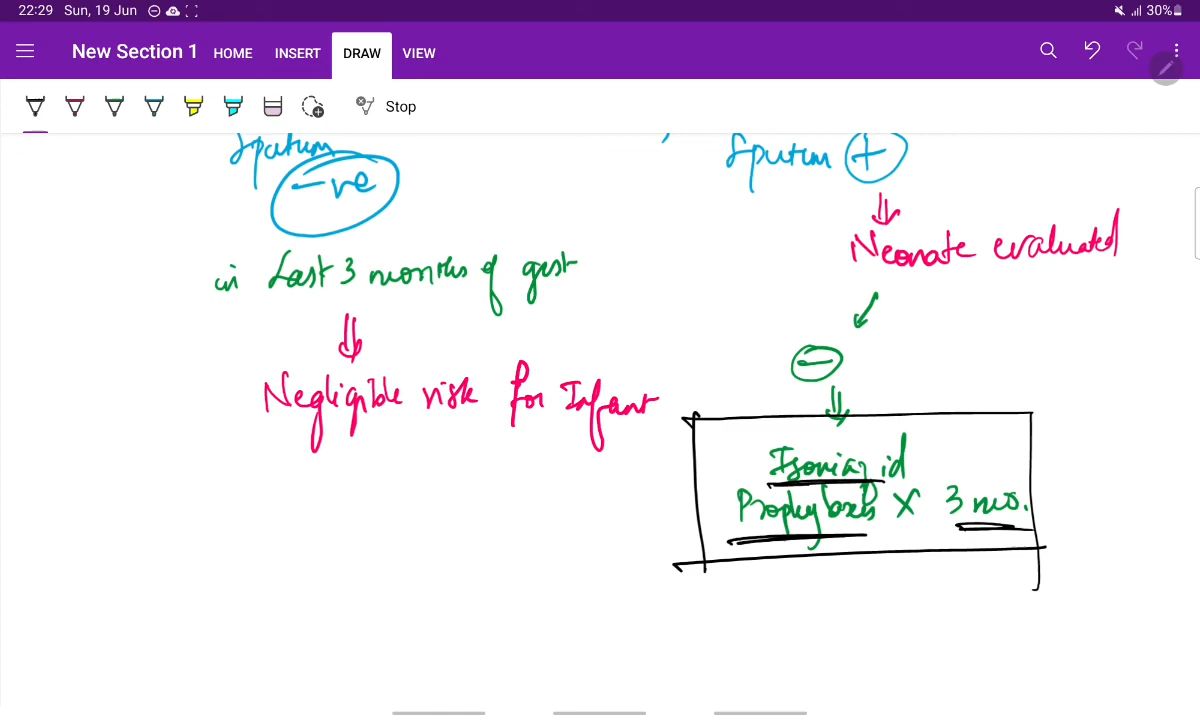 22:29 Sun, 19 Jun 30%
New Section 1 HOME INSERT DRAW VIEW
Stop
Sputum
-ve
in Last 3 months of gest
Negligible risk for Infant
Sputum +
Neonate evaluated
-
Isoniazid
Prophylaxis x 3 mo.